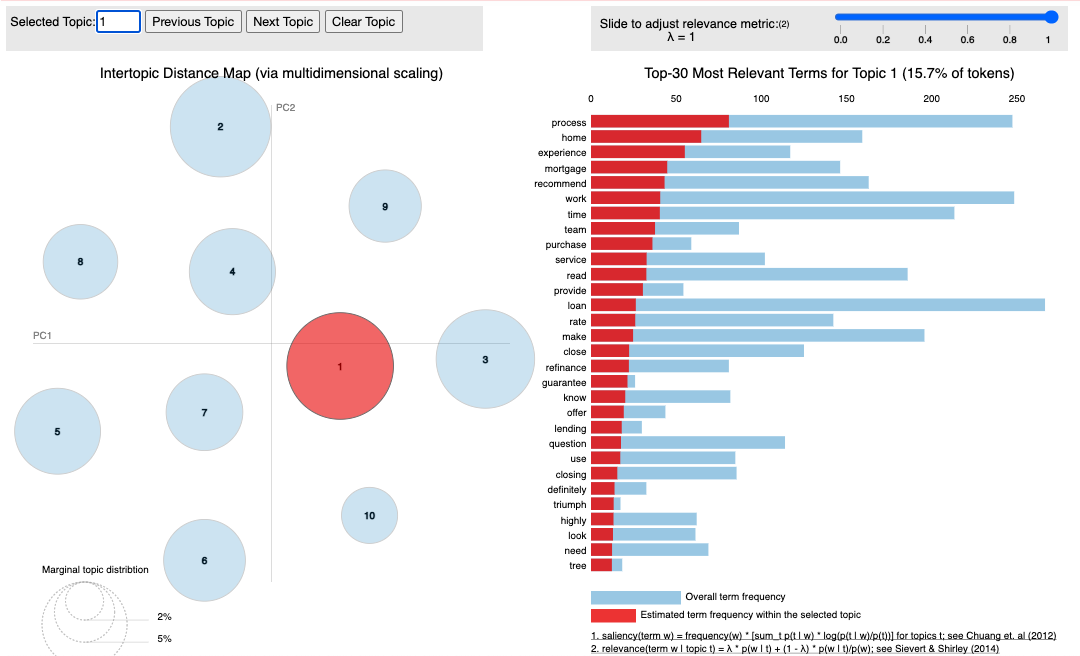 Selected Topic: 1 Previous Topic Next Topic Clear Topic
Slide to adjust relevance metric:(2)
λ = 1
0.0 0.2 0.4 0.6 0.8 1
Intertopic Distance Map (via multidimensional scaling)
PC2
PC1
2
9
8
4
1
3
7
5
10
6
Marginal topic distribtion
2%
5%
Top-30 Most Relevant Terms for Topic 1 (15.7% of tokens)
0 50 100 150 200 250
process
home
experience
mortgage
recommend
work
time
team
purchase
service
read
provide
loan
rate
make
close
refinance
guarantee
know
offer
lending
question
use
closing
definitely
triumph
highly
look
need
tree
Overall term frequency
Estimated term frequency within the selected topic
1. saliency(term w) = frequency(w) * [sum_t p(t | w) * log(p(t | w)/p(t))] for topics t; see Chuang et. al (2012)
2. relevance(term w | topic t) = λ * p(w | t) + (1 - λ) * p(w | t)/p(w); see Sievert & Shirley (2014)